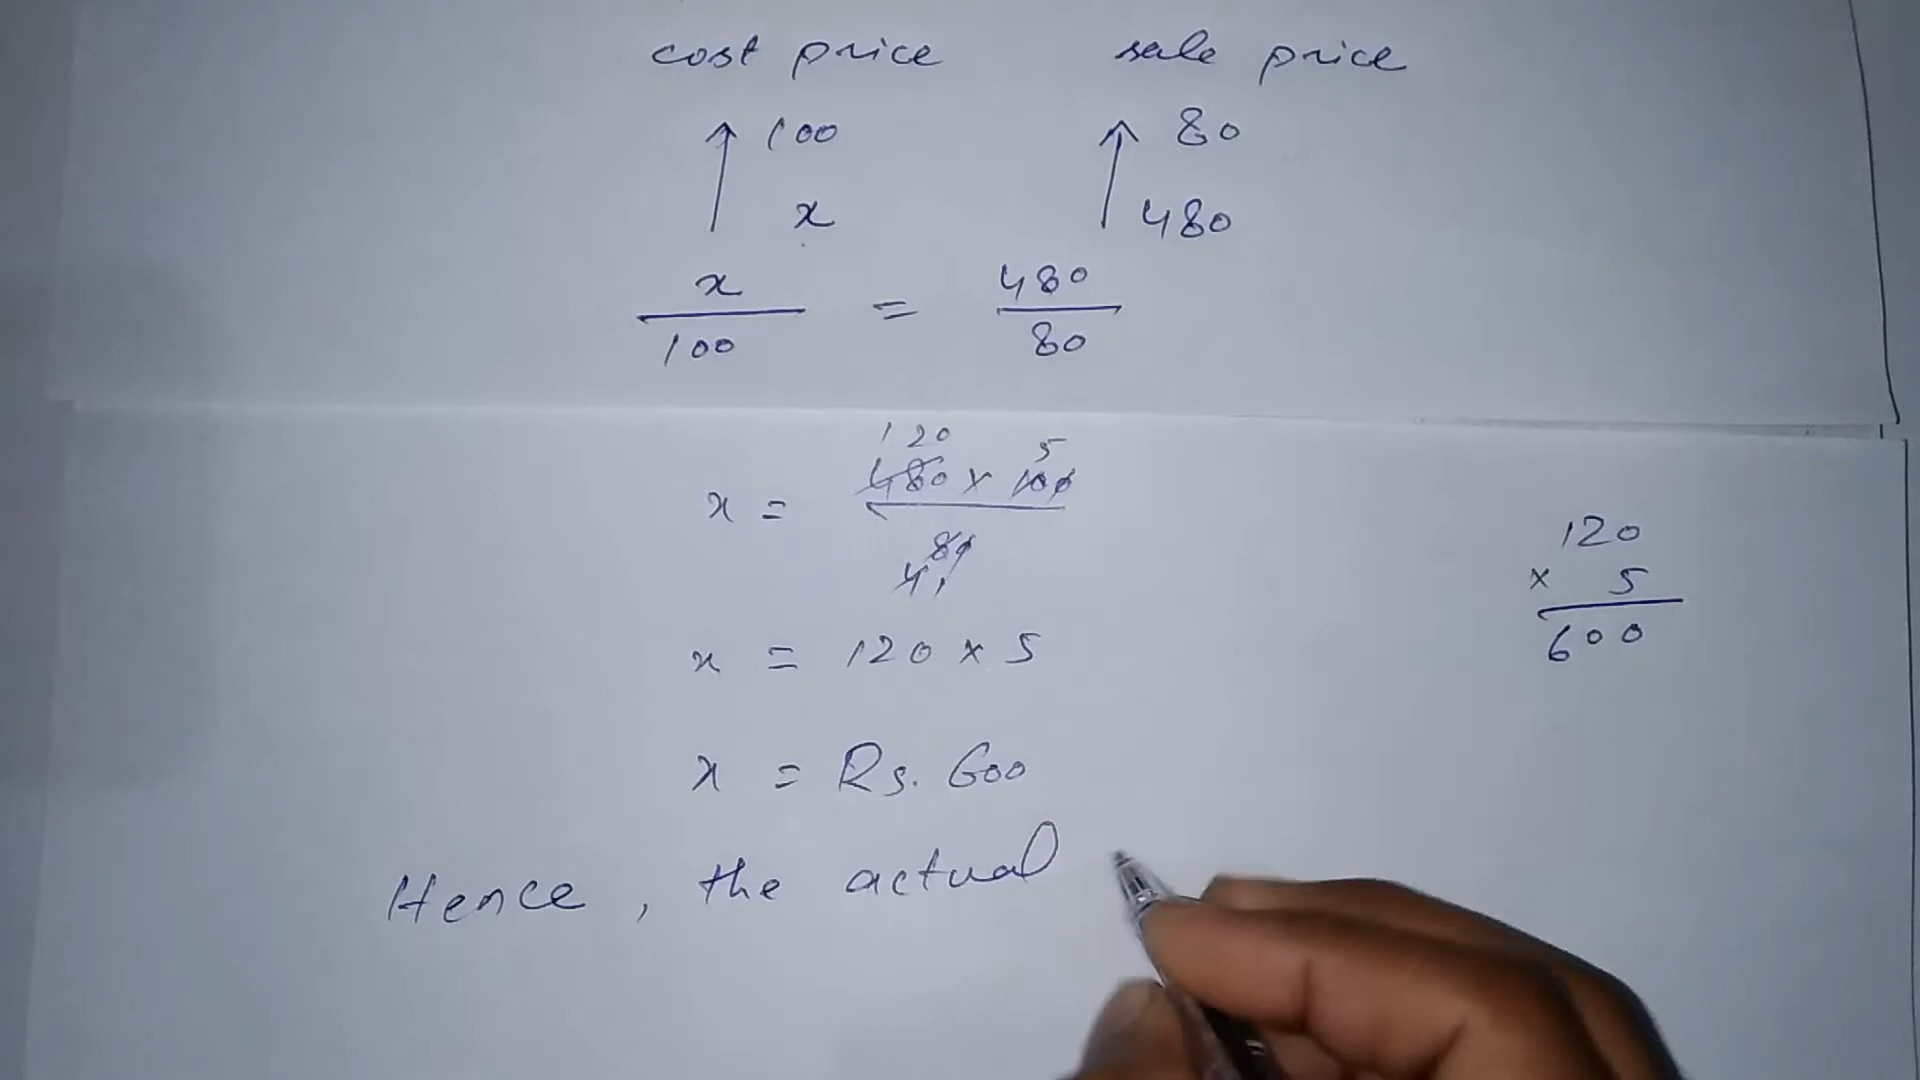 cost price sale price
↑ 100 ↑ 80
x 480
x/100 = 480/80
120 5
x = 480 x 100
80
4 1
x = 120 x 5
x = Rs. 600
Hence, the actual
120
x 5
600